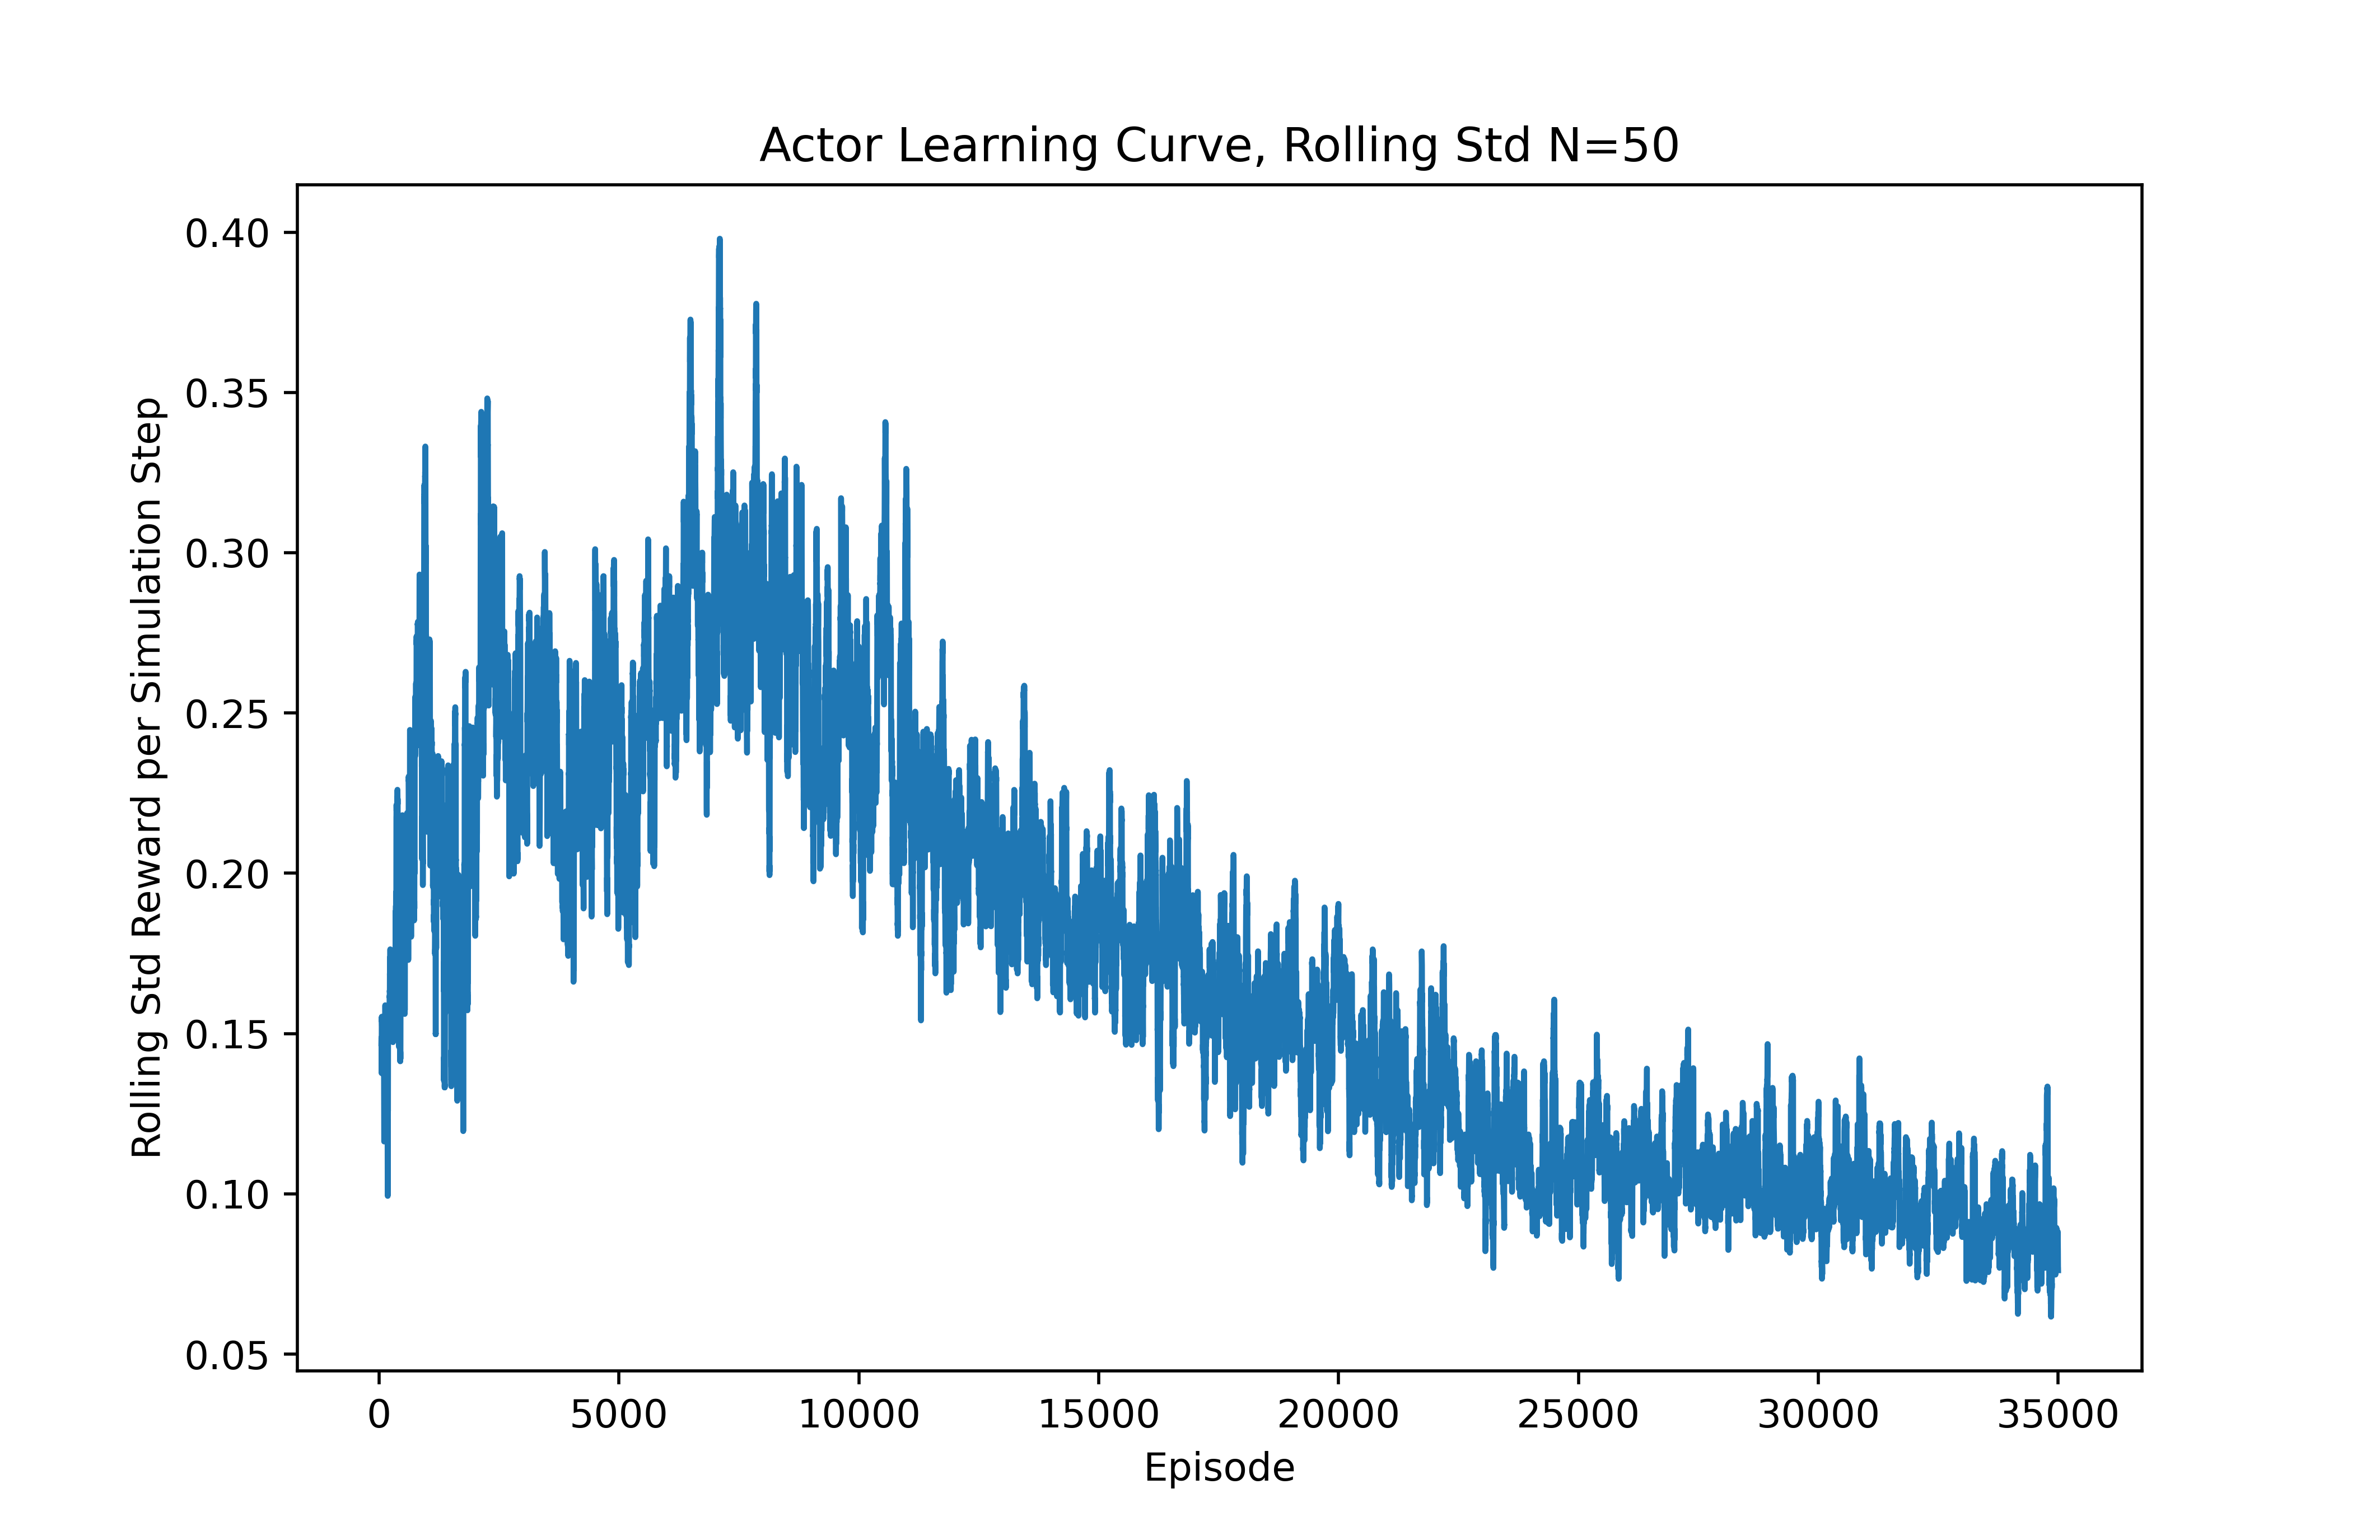 Actor Learning Curve, Rolling Std N=50
Rolling Std Reward per Simulation Step
0.40
0.35
0.30
0.25
0.20
0.15
0.10
0.05
0 5000 10000 15000 20000 25000 30000 35000
Episode